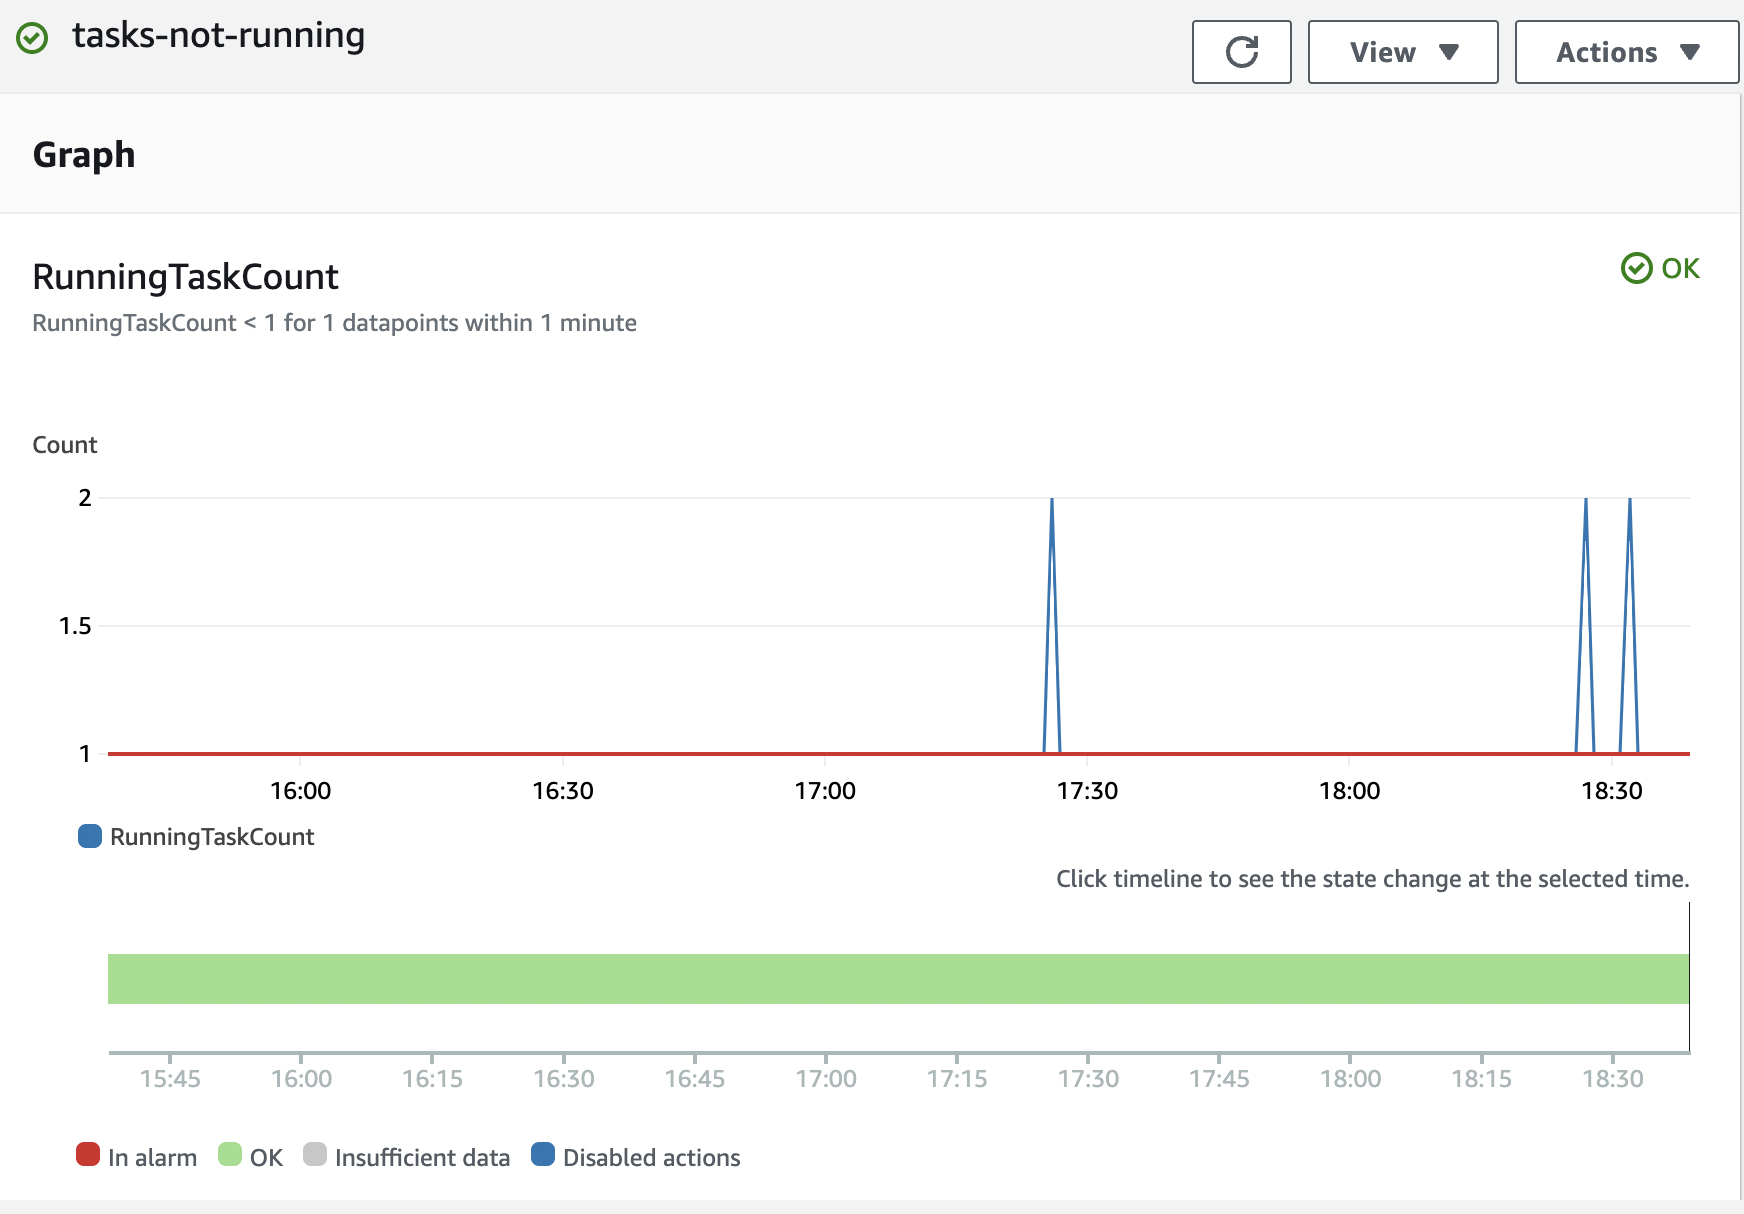 tasks-not-running
View
Actions
Graph
RunningTaskCount
OK
RunningTaskCount < 1 for 1 datapoints within 1 minute
Count
2
1.5
1
16:00 16:30 17:00 17:30 18:00 18:30
RunningTaskCount
Click timeline to see the state change at the selected time.
15:45 16:00 16:15 16:30 16:45 17:00 17:15 17:30 17:45 18:00 18:15 18:30
In alarm OK Insufficient data Disabled actions